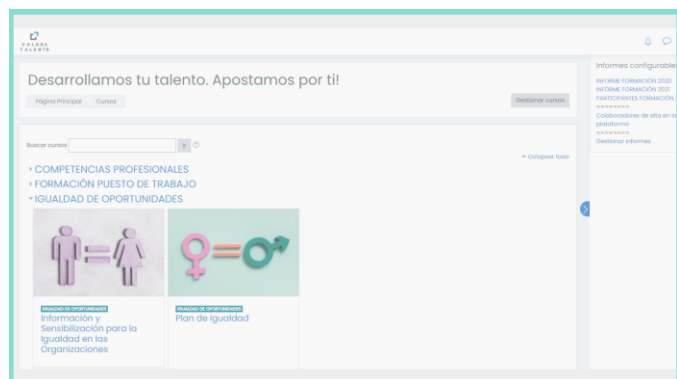 VALORA
TALENTO
Desarrollamos tu talento. Apostamos por ti!
Página Principal Cursos
Gestionar cursos
Buscar cursos
Ir
Colapsar todo
COMPETENCIAS PROFESIONALES
FORMACIÓN PUESTO DE TRABAJO
IGUALDAD DE OPORTUNIDADES
IGUALDAD DE OPORTUNIDADES
Información y
Sensibilización para la
Igualdad en las
Organizaciones
IGUALDAD DE OPORTUNIDADES
Plan de Igualdad
Informes configurable
INFORME FORMACIÓN 2020
INFORME FORMACIÓN 2021
PARTICIPANTES FORMACIÓN
========
Colaboradores de alta en la
plataforma
========
Gestionar informes